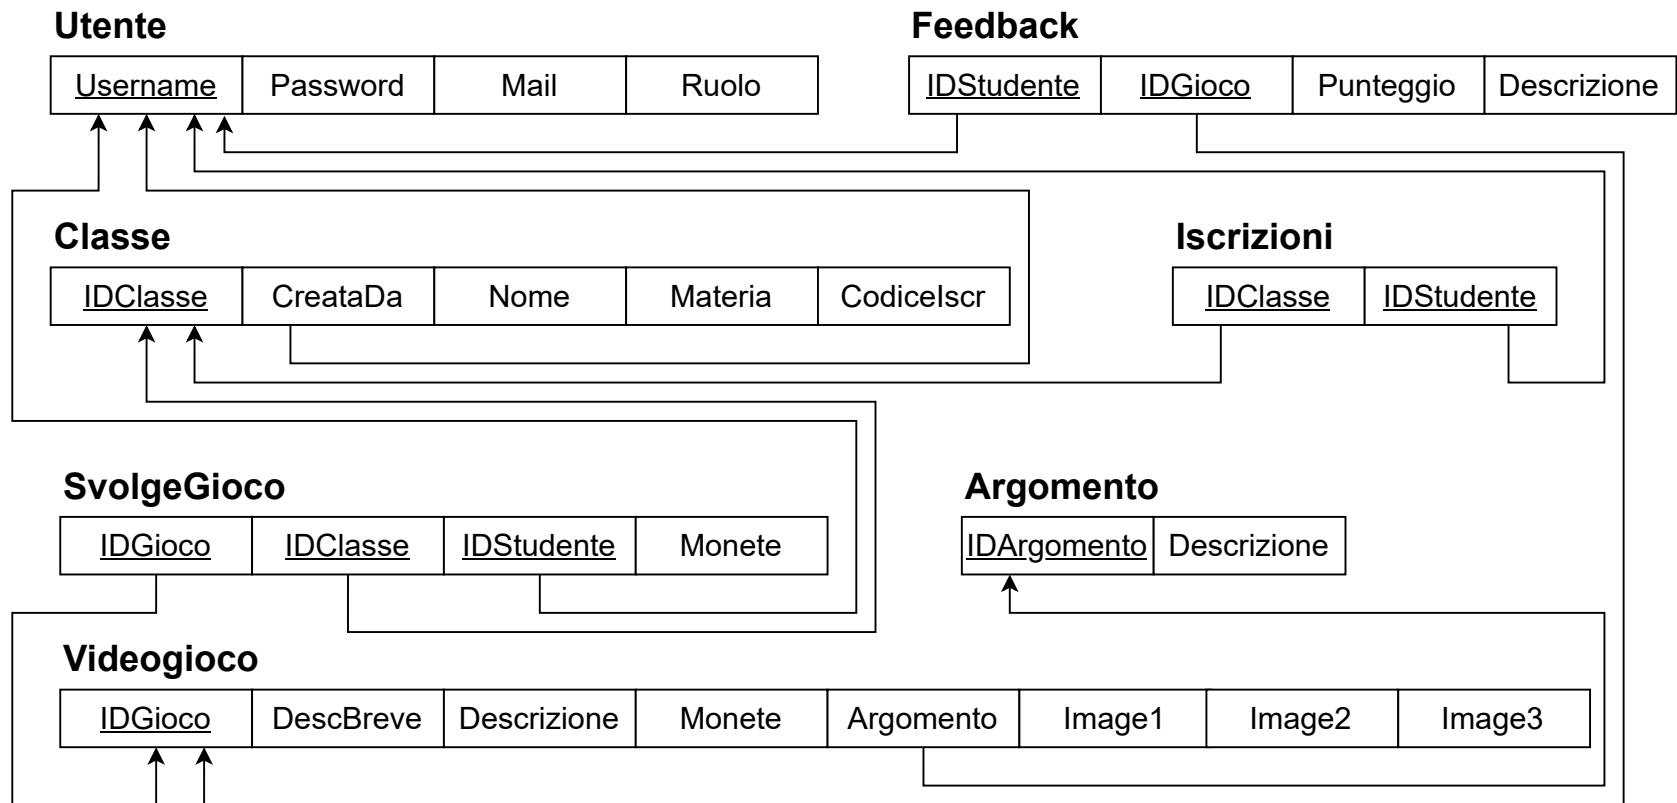 Utente
Username Password Mail Ruolo
Feedback
IDStudente IDGioco Punteggio Descrizione
Classe
IDClasse CreataDa Nome Materia CodiceIscr
Iscrizioni
IDClasse IDStudente
SvolgeGioco
IDGioco IDClasse IDStudente Monete
Argomento
IDArgomento Descrizione
Videogioco
IDGioco DescBreve Descrizione Monete Argomento Image1 Image2 Image3